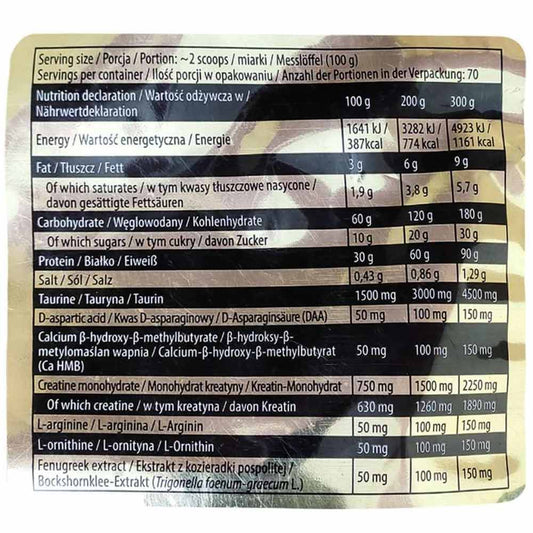 Serving size / Porcja / Portion: ~2 scoops / miarki / Messlöffel (100 g)
Servings per container / Ilość porcji w opakowaniu / Anzahl der Portionen in der Verpackung: 70
Nutrition declaration / Wartość odżywcza w /
Nährwertdeklaration 100 g 200 g 300 g
Energy / Wartość energetyczna / Energie 1641 kJ / 387kcal 3282 kJ / 774 kcal 4923 kJ / 1161 kcal
Fat / Tłuszcz / Fett 3 g 6 g 9 g
Of which saturates / w tym kwasy tłuszczowe nasycone /
davon gesättigte Fettsäuren 1,9 g 3,8 g 5,7 g
Carbohydrate / Węglowodany / Kohlenhydrate 60 g 120 g 180 g
Of which sugars / w tym cukry / davon Zucker 10 g 20 g 30 g
Protein / Białko / Eiweiß 30 g 60 g 90 g
Salt / Sól / Salz 0,43 g 0,86 g 1,29 g
Taurine / Tauryna / Taurin 1500 mg 3000 mg 4500 mg
D-aspartic acid / Kwas D-asparaginowy / D-Asparaginsäure (DAA) 50 mg 100 mg 150 mg
Calcium β-hydroxy-β-methylbutyrate / β-hydroksy-β-
metylomaślan wapnia / Calcium-β-hydroxy-β-methylbutyrat
(Ca HMB) 50 mg 100 mg 150 mg
Creatine monohydrate / Monohydrat kreatyny / Kreatin-Monohydrat 750 mg 1500 mg 2250 mg
Of which creatine / w tym kreatyna / davon Kreatin 630 mg 1260 mg 1890 mg
L-arginine / L-arginina / L-Arginin 50 mg 100 mg 150 mg
L-ornithine / L-ornityna / L-Ornithin 50 mg 100 mg 150 mg
Fenugreek extract / Ekstrakt z kozieradki pospolitej /
Bockshornklee-Extrakt (Trigonella foenum-graecum L.) 50 mg 100 mg 150 mg